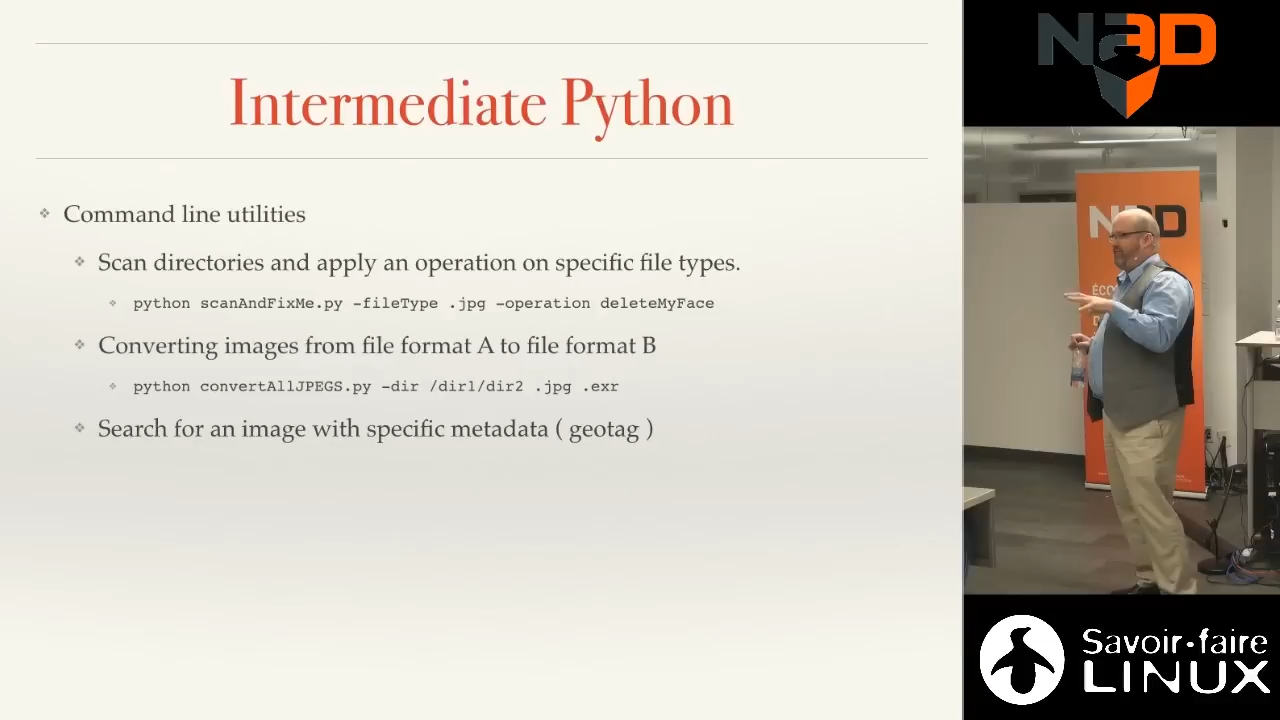 Intermediate Python
Command line utilities
Scan directories and apply an operation on specific file types.
python scanAndFixMe.py -fileType .jpg -operation deleteMyFace
Converting images from file format A to file format B
python convertAllJPEGS.py -dir /dir1/dir2 .jpg .exr
Search for an image with specific metadata ( geotag )
NAD
NAD
Savoir-faire
LINUX